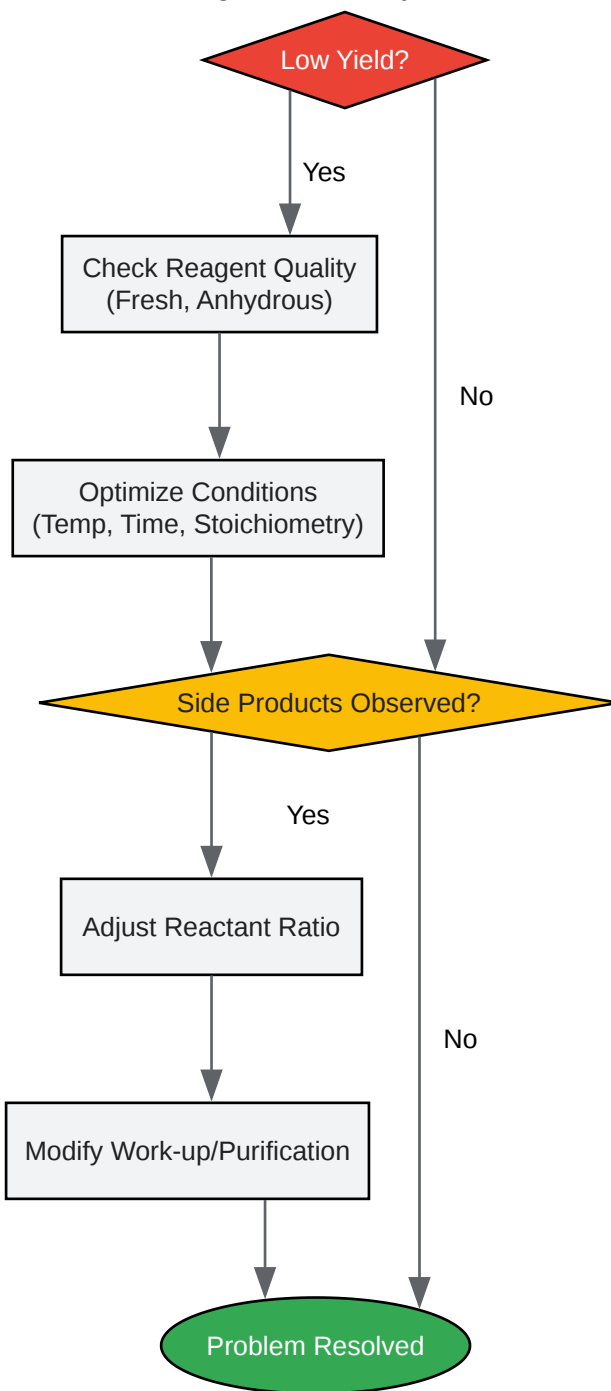 Low Yield?
Yes
Check Reagent Quality
(Fresh, Anhydrous)
No
Optimize Conditions
(Temp, Time, Stoichiometry)
Side Products Observed?
Yes
Adjust Reactant Ratio
No
Modify Work-up/Purification
Problem Resolved